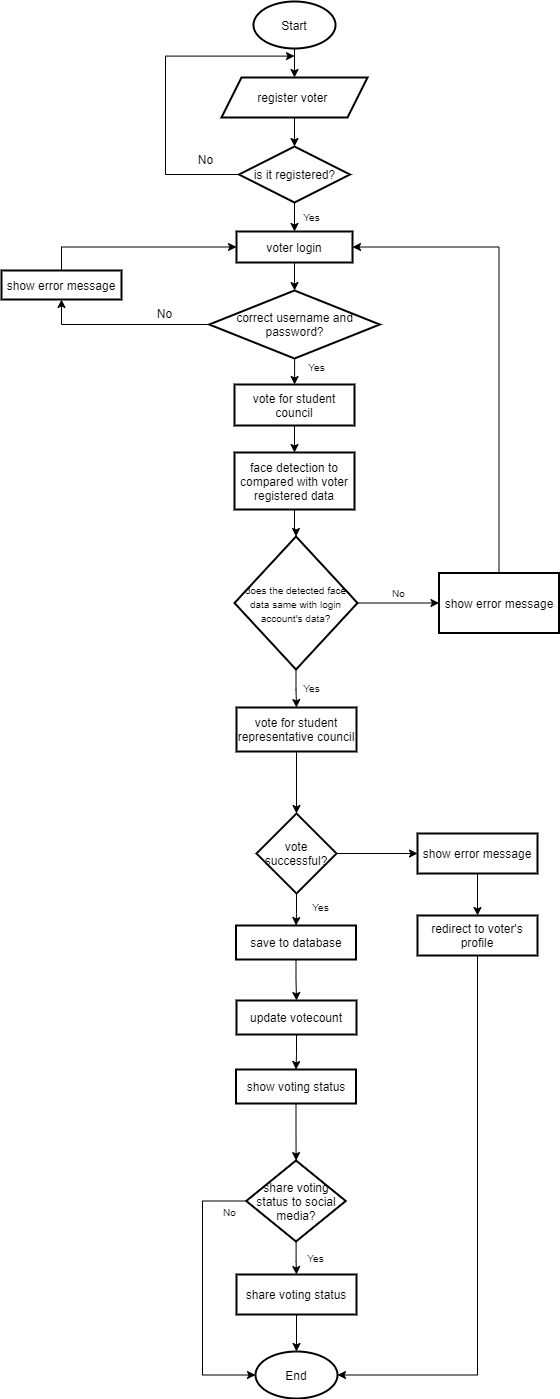 Start
register voter
is it registered?
No
Yes
voter login
show error message
correct username and
password?
No
Yes
vote for student
council
face detection to
compared with voter
registered data
does the detected face
data same with login
account's data?
No
show error message
Yes
vote for student
representative council
vote
successful?
show error message
Yes
redirect to voter's
profile
save to database
update votecount
show voting status
share voting
status to social
media?
No
Yes
share voting status
End